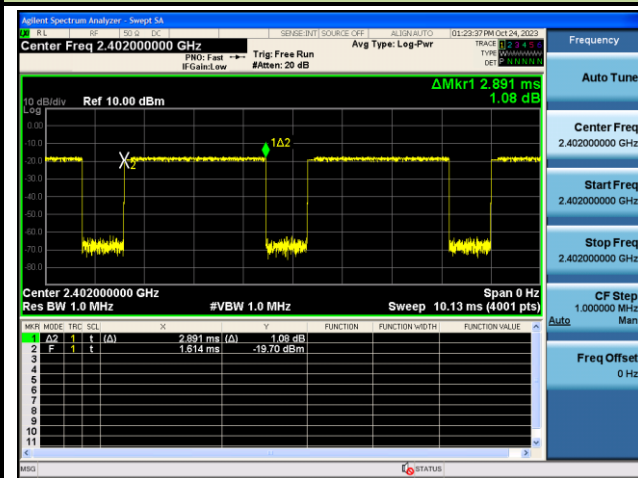 Agilent Spectrum Analyzer - Swept SA
RL RF 50 Ω DC SENSE:INT SOURCE OFF ALIGN AUTO 01:23:37 PM Oct 24, 2023
Center Freq 2.402000000 GHz
PNO: Fast
IFGain:Low
Trig: Free Run
#Atten: 20 dB
Avg Type: Log-Pwr
TRACE 1 2 3 4 5 6
TYPE
DET P N N N N N
ΔMkr1 2.891 ms
1.08 dB
10 dB/div Ref 10.00 dBm
Log
0.00
-10.0
-20.0
-30.0
-40.0
-50.0
-60.0
-70.0
-80.0
X2
1Δ2
Center 2.402000000 GHz Span 0 Hz
Res BW 1.0 MHz #VBW 1.0 MHz Sweep 10.13 ms (4001 pts)
MKR MODE TRC SCL X Y FUNCTION FUNCTION WIDTH FUNCTION VALUE
1 Δ2 1 t (Δ) 2.891 ms (Δ) 1.08 dB
2 F 1 t 1.614 ms -19.70 dBm
3
4
5
6
7
8
9
10
11
MSG STATUS
Frequency
Auto Tune
Center Freq
2.402000000 GHz
Start Freq
2.402000000 GHz
Stop Freq
2.402000000 GHz
CF Step
1.000000 MHz
Auto Man
Freq Offset
0 Hz